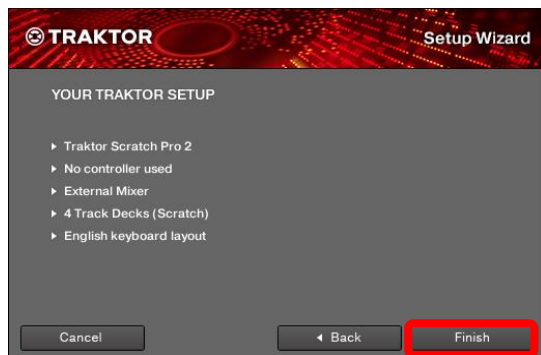 TRAKTOR
Setup Wizard
YOUR TRAKTOR SETUP
Traktor Scratch Pro 2
No controller used
External Mixer
4 Track Decks (Scratch)
English keyboard layout
Cancel
Back
Finish